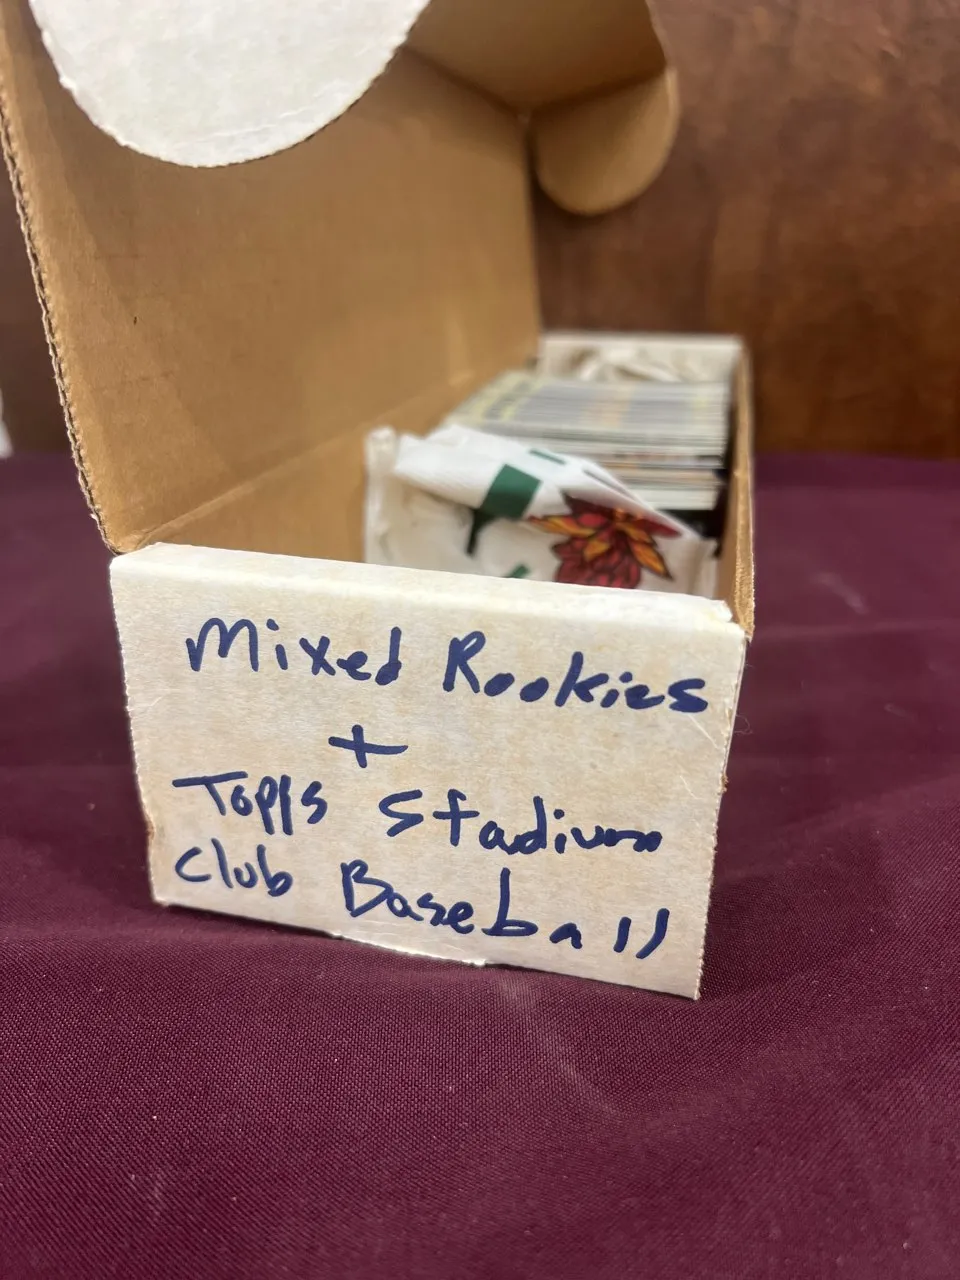 Mixed Rookies
+
Topps Stadium
Club Baseball